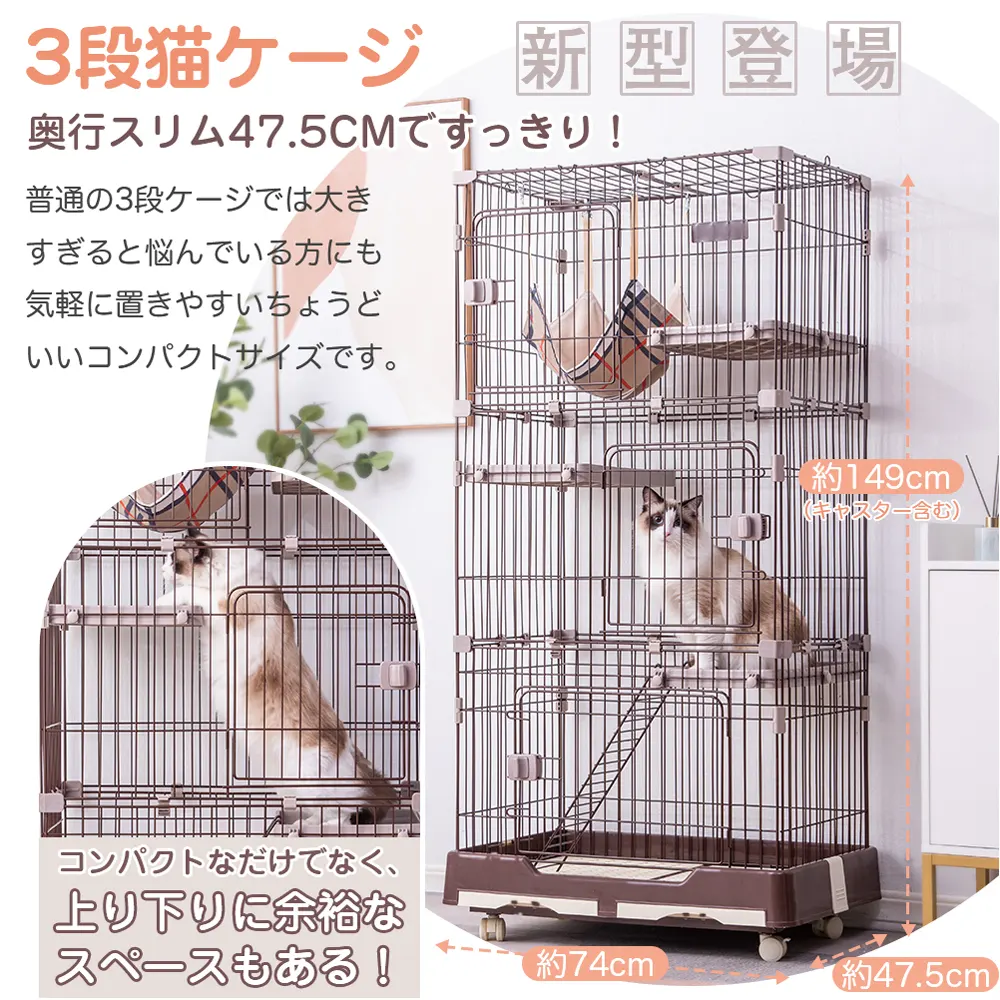 3段猫ケージ
新型登場
奥行スリム47.5CMですっきり！
普通の3段ケージでは大き
すぎると悩んでいる方にも
気軽に置きやすいちょうど
いいコンパクトサイズです。
約149cm
(キャスター含む)
コンパクトなだけでなく、
上り下りに余裕な
スペースもある！
約74cm
約47.5cm